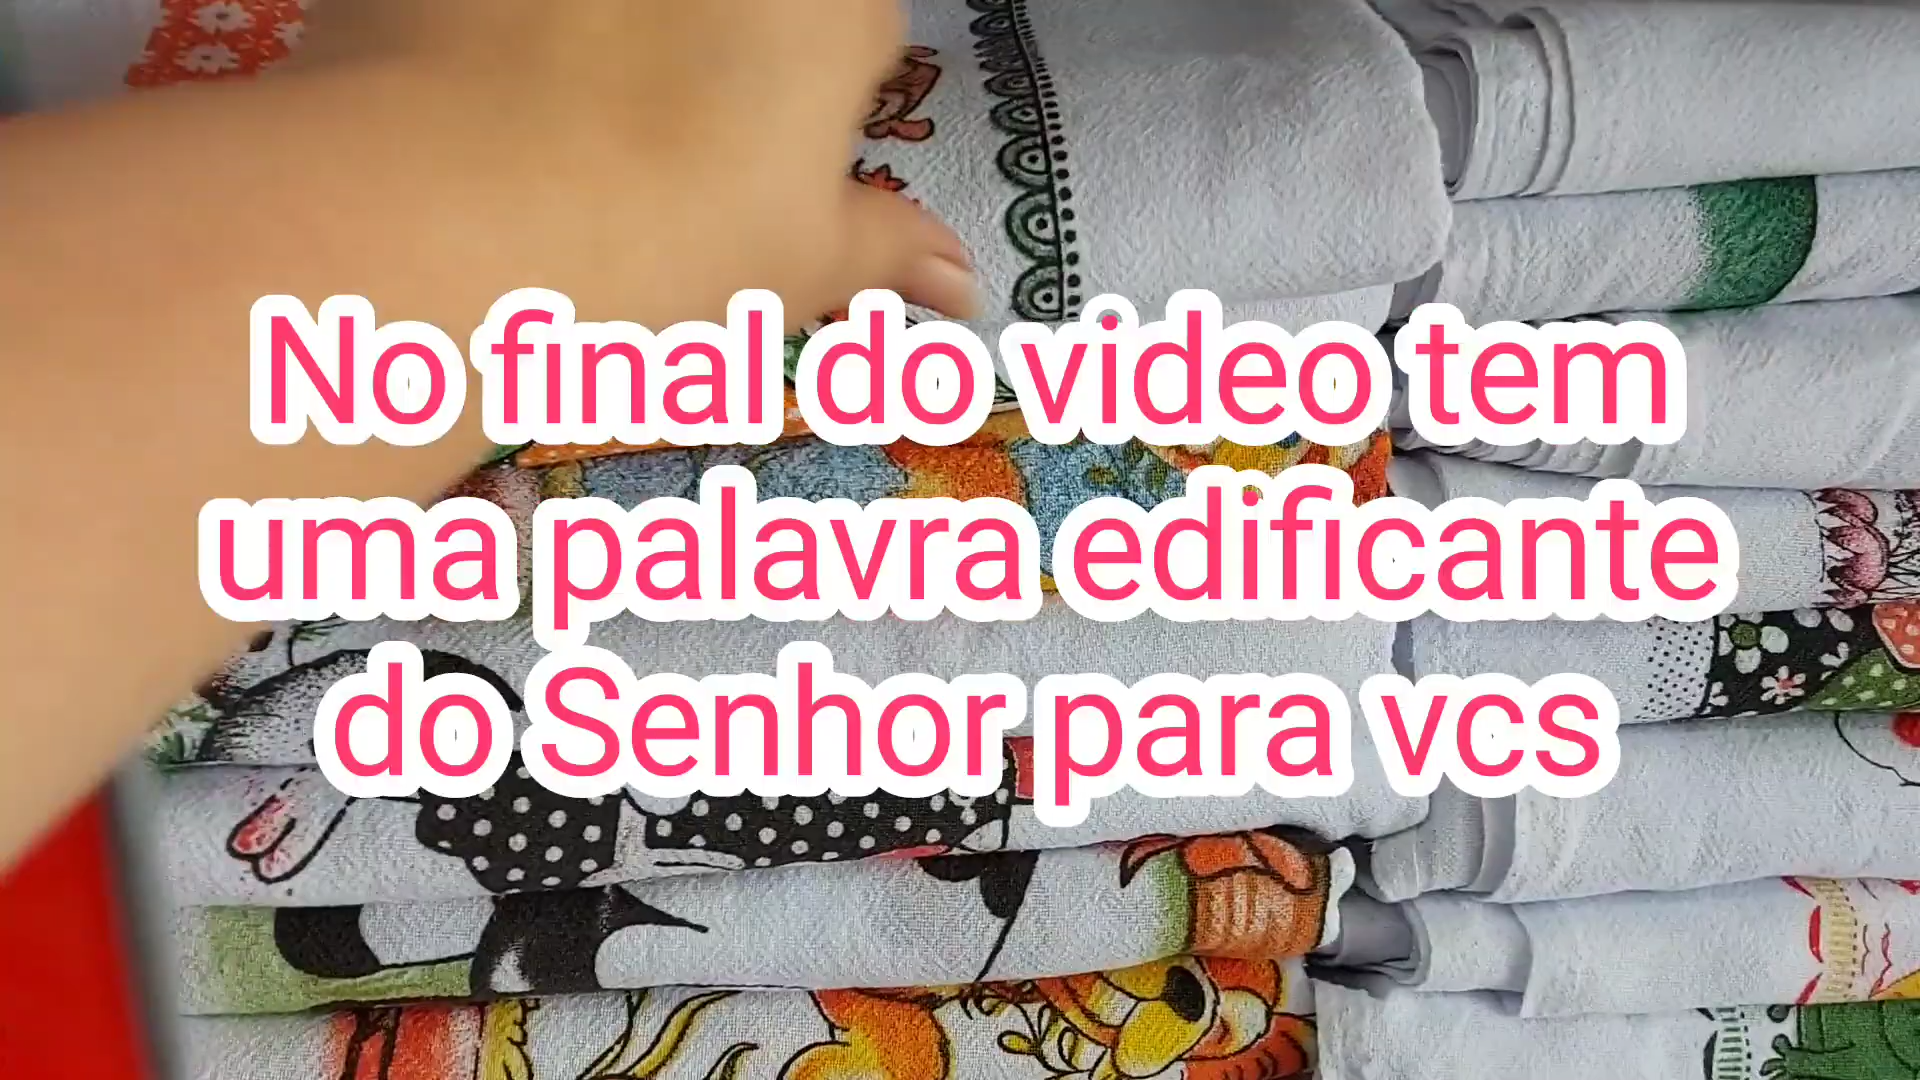 No final do video tem
uma palavra edificante
do Senhor para vcs